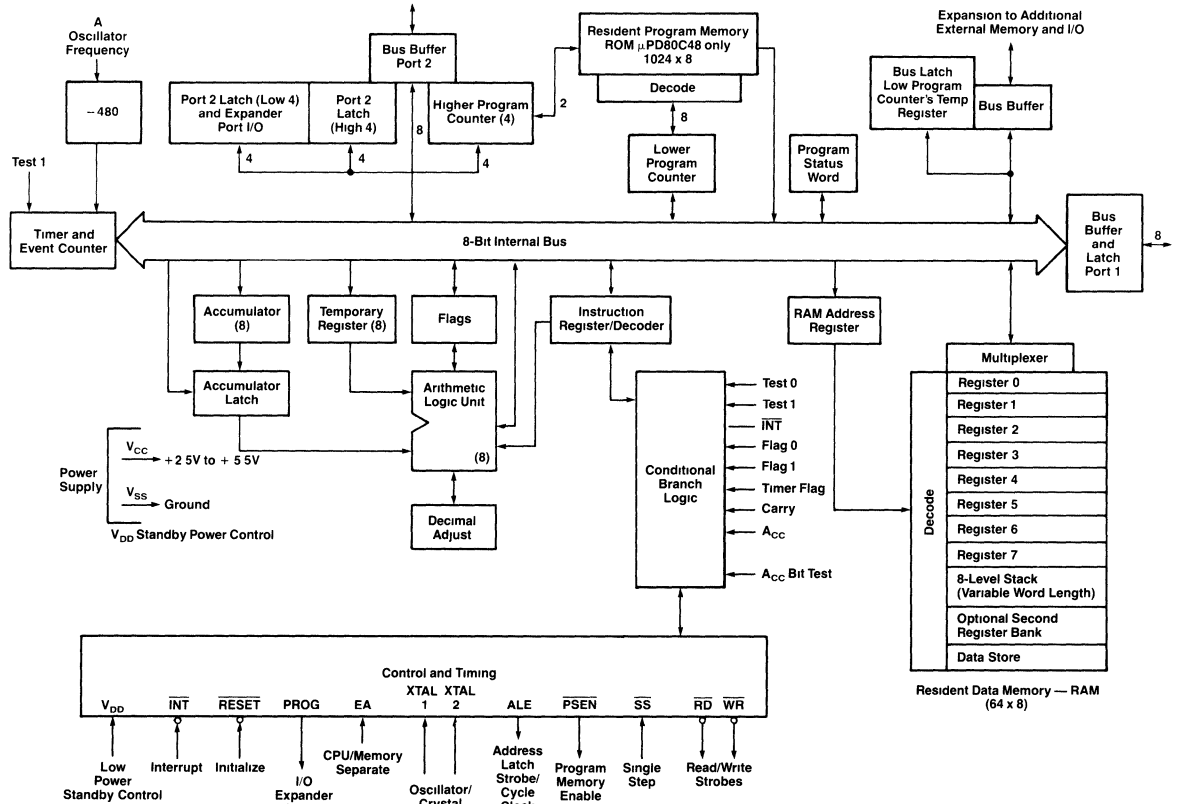 A
Oscillator
Frequency
– 480
Test 1
Timer and
Event Counter
Bus Buffer
Port 2
Port 2 Latch (Low 4)
and Expander
Port I/O
Port 2
Latch
(High 4)
Higher Program
Counter (4)
4
4
8
4
2
Resident Program Memory
ROM μPD80C48 only
1024 x 8
Decode
8
Lower
Program
Counter
Program
Status
Word
Expansion to Additional
External Memory and I/O
Bus Latch
Low Program
Counter's Temp
Register
Bus Buffer
8-Bit Internal Bus
Bus
Buffer
and
Latch
Port 1
8
Accumulator
(8)
Temporary
Register (8)
Flags
Instruction
Register/Decoder
RAM Address
Register
Accumulator
Latch
Arithmetic
Logic Unit
(8)
Decimal
Adjust
Power
Supply
VCC
+2 5V to + 5 5V
VSS
Ground
VDD Standby Power Control
Conditional
Branch
Logic
Test 0
Test 1
INT
Flag 0
Flag 1
Timer Flag
Carry
ACC
ACC Bit Test
Multiplexer
Decode
Register 0
Register 1
Register 2
Register 3
Register 4
Register 5
Register 6
Register 7
8-Level Stack
(Variable Word Length)
Optional Second
Register Bank
Data Store
Resident Data Memory — RAM
(64 x 8)
Control and Timing
VDD
INT
RESET
PROG
EA
XTAL
1
XTAL
2
ALE
PSEN
SS
RD
WR
Low
Power
Standby Control
Interrupt
Initialize
I/O
Expander
CPU/Memory
Separate
Oscillator/
Crystal
Address
Latch
Strobe/
Cycle
Clock
Program
Memory
Enable
Single
Step
Read/Write
Strobes